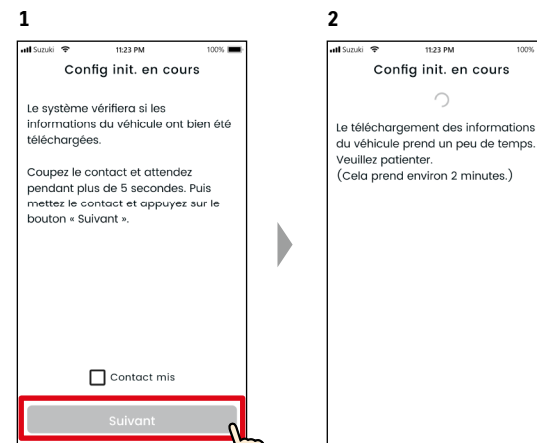 1
Suzuki 11:23 PM 100%
Config init. en cours
Le système vérifiera si les
informations du véhicule ont bien été
téléchargées.
Coupez le contact et attendez
pendant plus de 5 secondes. Puis
mettez le contact et appuyez sur le
bouton « Suivant ».
Contact mis
Suivant
2
Suzuki 11:23 PM 100%
Config init. en cours
Le téléchargement des informations
du véhicule prend un peu de temps.
Veuillez patienter.
(Cela prend environ 2 minutes.)